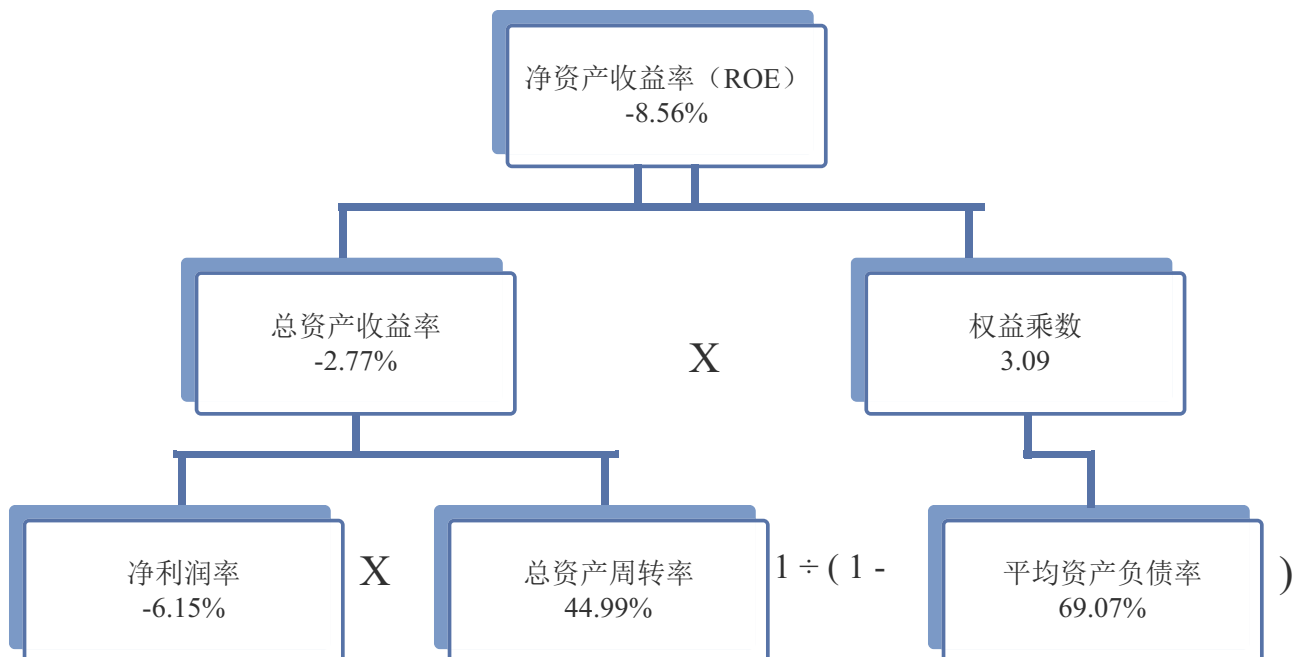 净资产收益率（ROE）
-8.56%
总资产收益率
-2.77%
X
权益乘数
3.09
净利润率
-6.15%
X
总资产周转率
44.99%
1 ÷ ( 1 -
平均资产负债率
69.07%
)